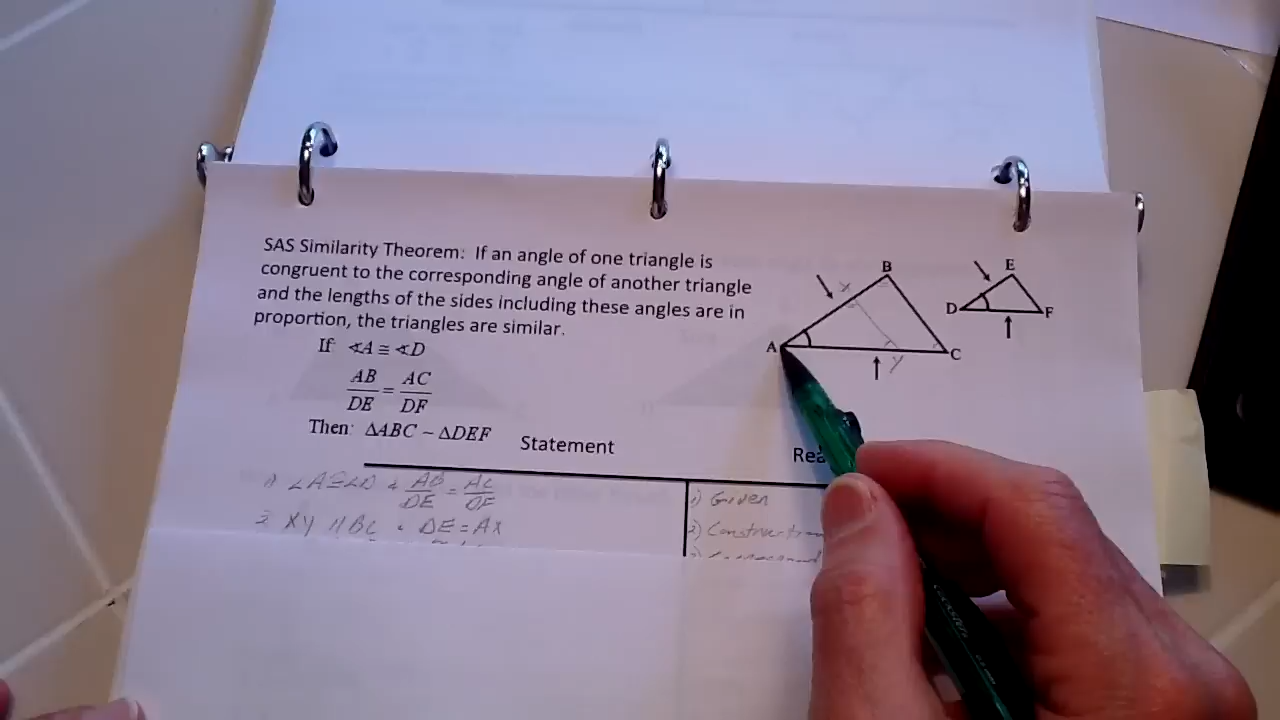 SAS Similarity Theorem: If an angle of one triangle is
congruent to the corresponding angle of another triangle
and the lengths of the sides including these angles are in
proportion, the triangles are similar.
If ∢A ≅ ∢D
AB/DE = AC/DF
Then: ΔABC ~ ΔDEF
B
X
A
C
Y
E
D
F
Statement
1) ∠A ≅ ∠D & AB/DE = AC/DF
2. XY // BC & DE = AX
1) Given
2) Construction